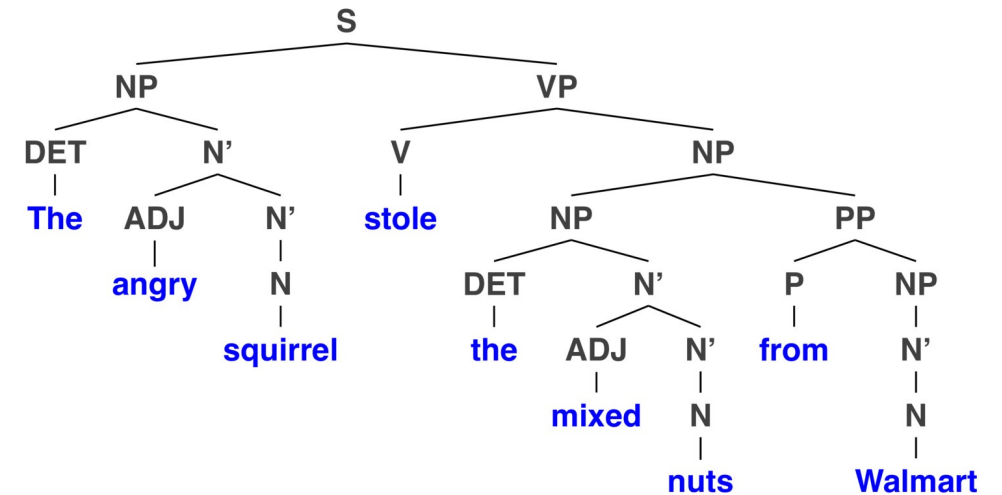 S
NP VP
DET N’ V NP
The ADJ N’ stole NP PP
angry N DET N’ P NP
squirrel the ADJ N’ from N’
mixed N N
nuts Walmart